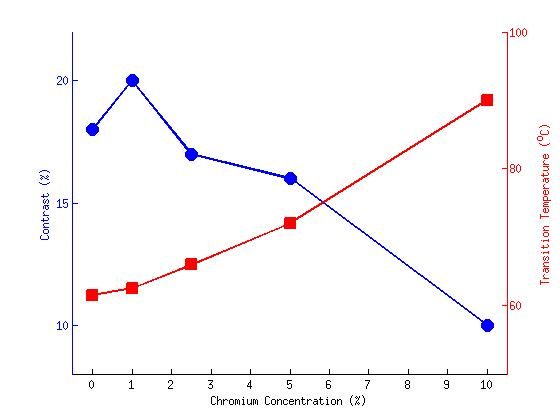 100
20
80
Contrast (%)
Transition Temperature (°C)
15
60
10
0 1 2 3 4 5 6 7 8 9 10
Chromium Concentration (%)